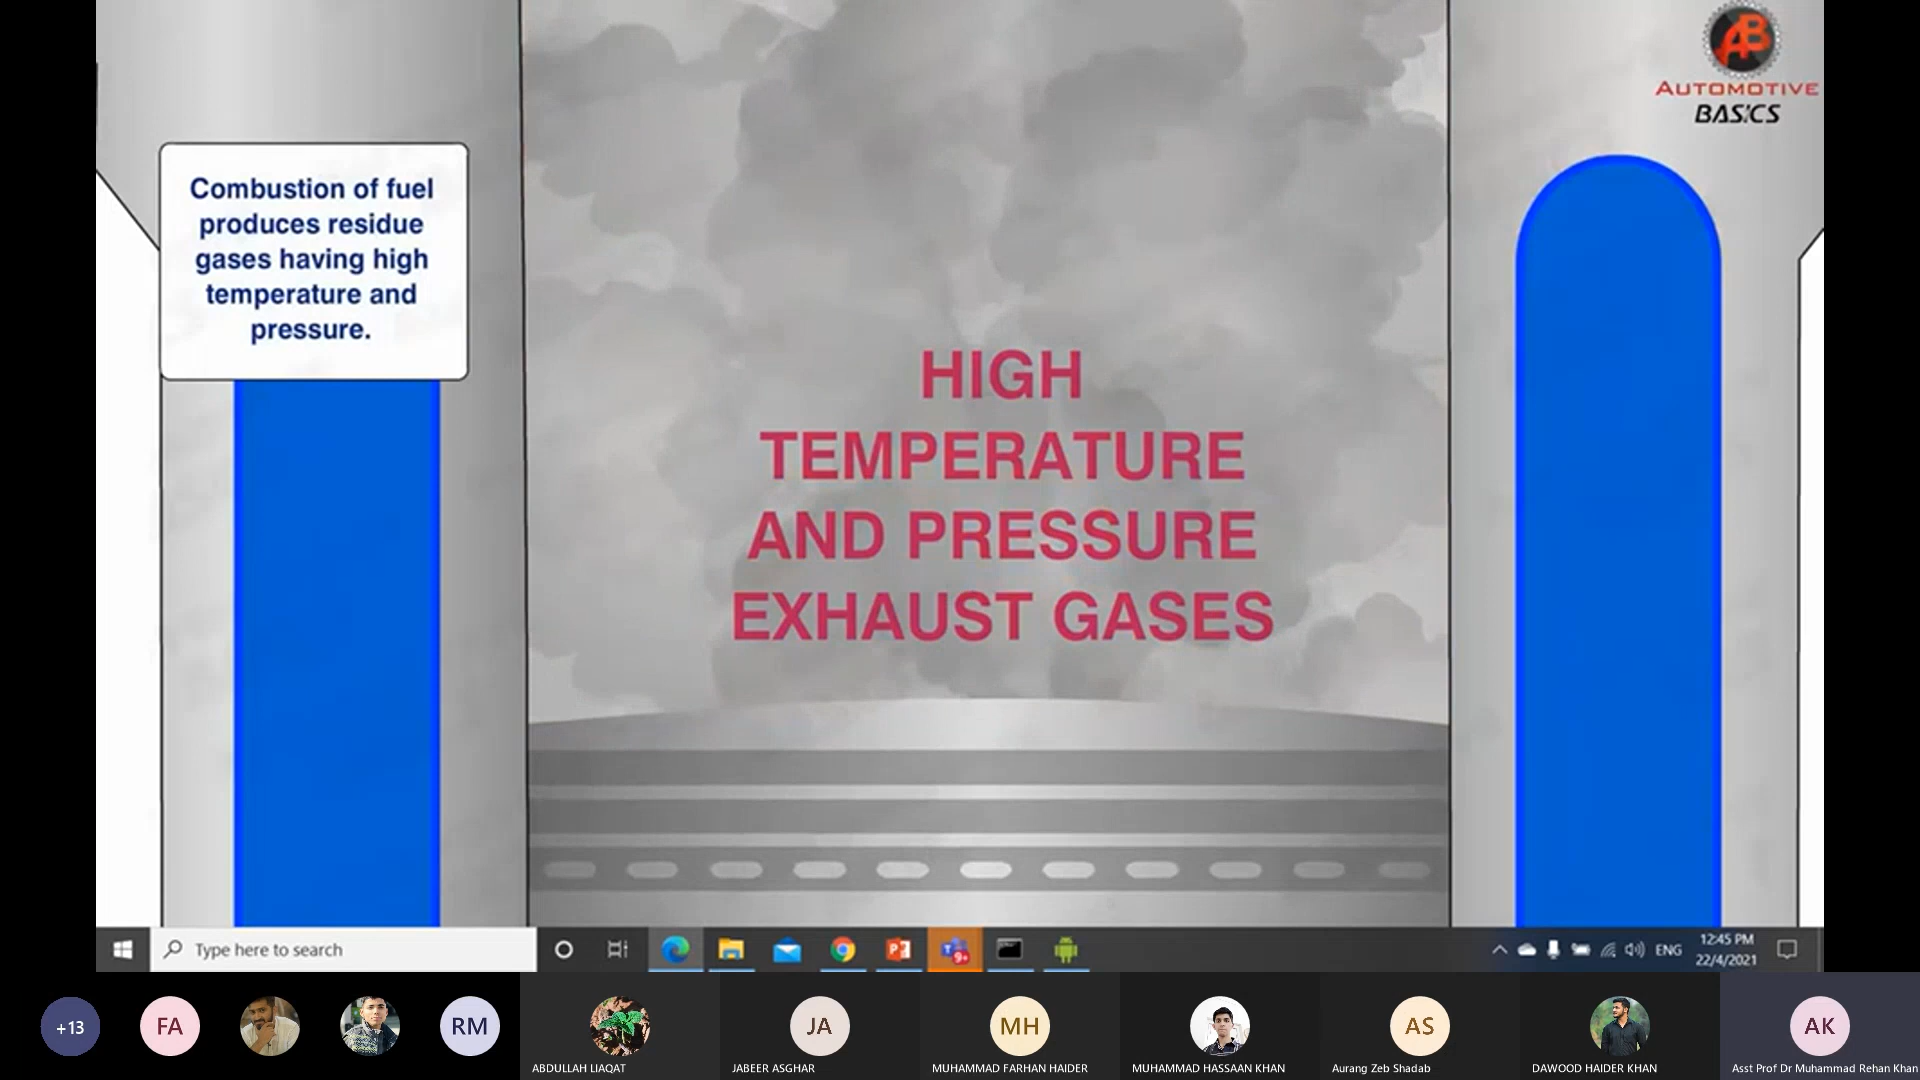 AB
AUTOMOTIVE
BASICS
Combustion of fuel
produces residue
gases having high
temperature and
pressure.
HIGH
TEMPERATURE
AND PRESSURE
EXHAUST GASES
Type here to search
9+
ENG
12:45 PM
22/4/2021
+13
FA
RM
JA
MH
AS
AK
ABDULLAH LIAQAT
JABEER ASGHAR
MUHAMMAD FARHAN HAIDER
MUHAMMAD HASSAAN KHAN
Aurang Zeb Shadab
DAWOOD HAIDER KHAN
Asst Prof Dr Muhammad Rehan Khan